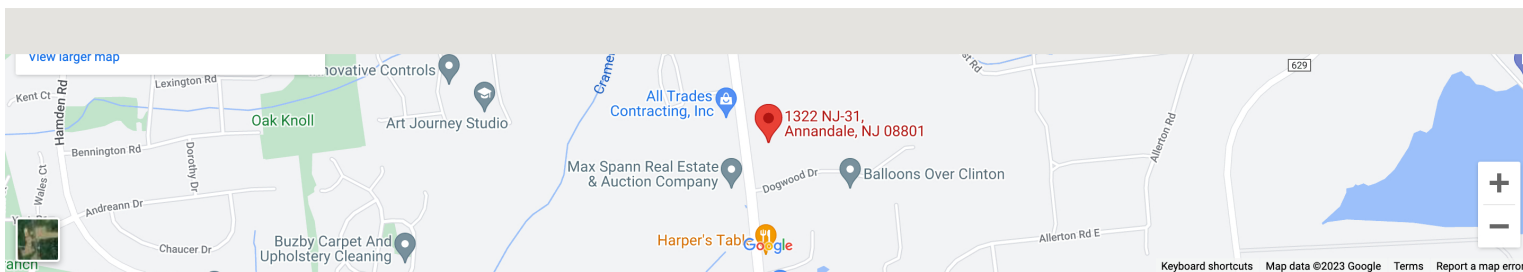 View larger map
629
Lexington Rd
Innovative Controls
Kent Ct
Hamden Rd
All Trades
Contracting, Inc
1322 NJ-31,
Annandale, NJ 08801
Oak Knoll
Art Journey Studio
Allerton Rd
Bennington Rd
Dorothy Dr
Wales Ct
Max Spann Real Estate
& Auction Company
Dogwood Dr
Balloons Over Clinton
Andreann Dr
Chaucer Dr
Buzby Carpet And
Upholstery Cleaning
Harper's Table
Google
Allerton Rd E
Keyboard shortcuts
Map data ©2023 Google
Terms
Report a map error